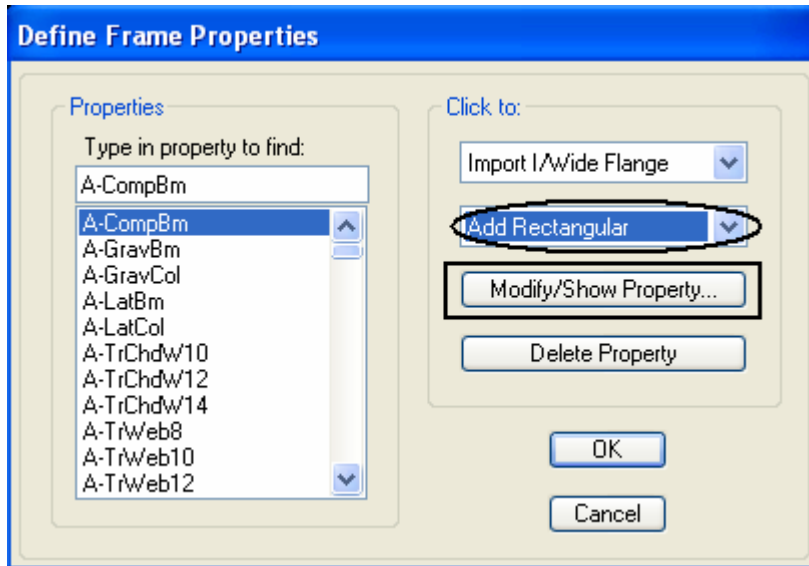 Define Frame Properties
Properties
Type in property to find:
A-CompBm
A-CompBm
A-GravBm
A-GravCol
A-LatBm
A-LatCol
A-TrChdW10
A-TrChdW12
A-TrChdW14
A-TrWeb8
A-TrWeb10
A-TrWeb12
Click to:
Import I/Wide Flange
Add Rectangular
Modify/Show Property...
Delete Property
OK
Cancel